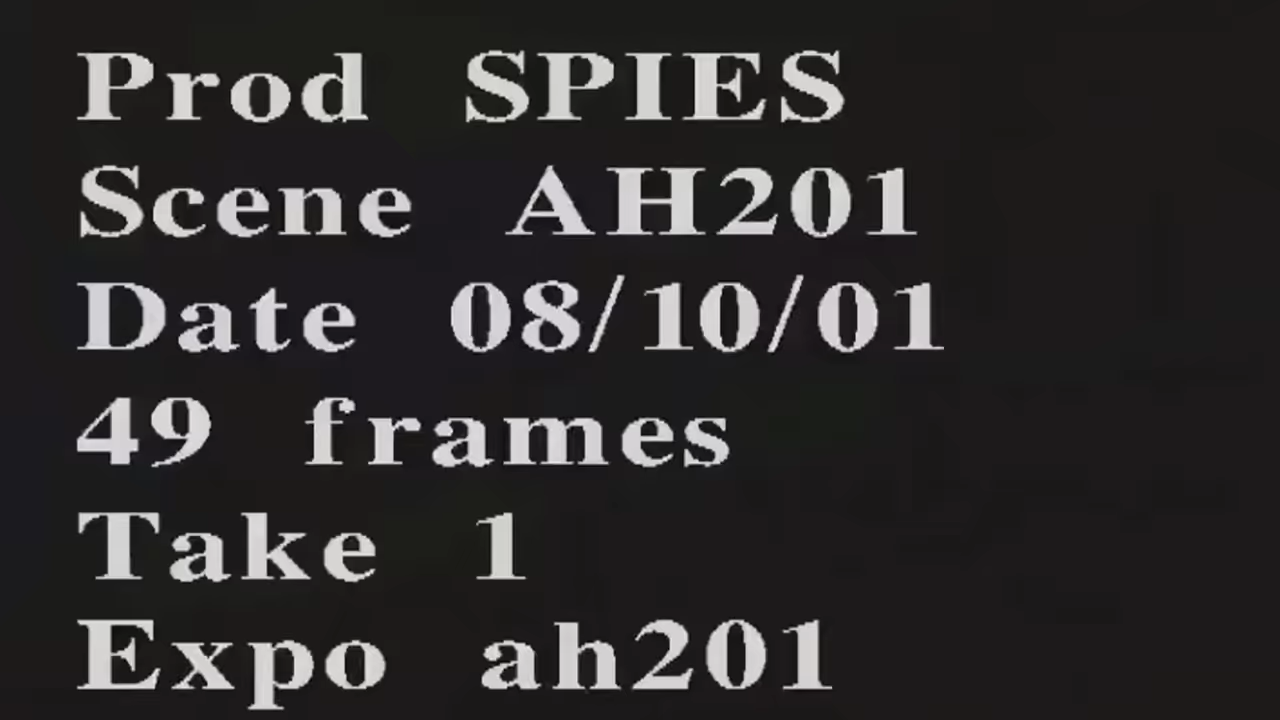 Prod SPIES
Scene AH201
Date 08/10/01
49 frames
Take 1
Expo ah201